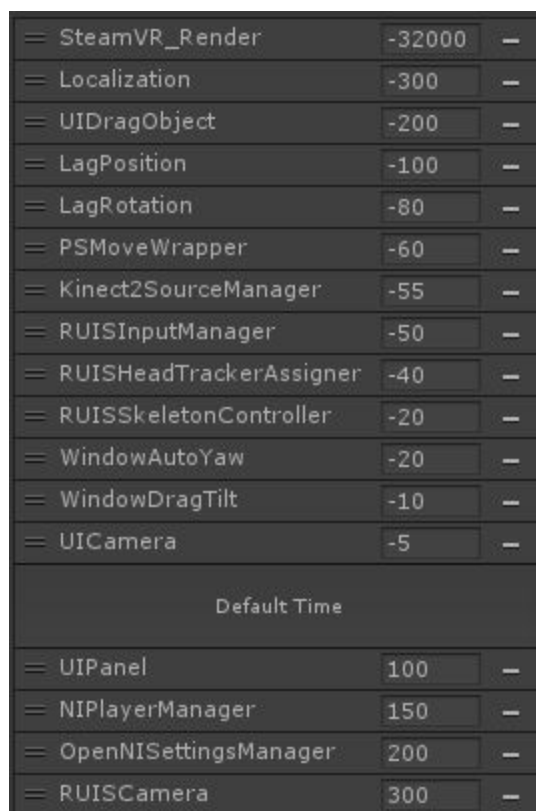 SteamVR_Render -32000
Localization -300
UIDragObject -200
LagPosition -100
LagRotation -80
PSMoveWrapper -60
Kinect2SourceManager -55
RUISInputManager -50
RUISHeadTrackerAssigner -40
RUISSkeletonController -20
WindowAutoYaw -20
WindowDragTilt -10
UICamera -5
Default Time
UIPanel 100
NIPlayerManager 150
OpenNISettingsManager 200
RUISCamera 300